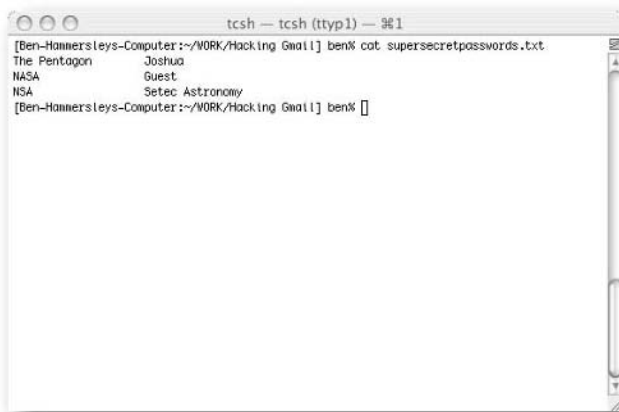 tcsh — tcsh (ttyp1) — ⌘1
[Ben-Hammersleys-Computer:~/WORK/Hacking Gmail] ben% cat supersecretpasswords.txt
The Pentagon Joshua
NASA Guest
NSA Setec Astronomy
[Ben-Hammersleys-Computer:~/WORK/Hacking Gmail] ben%